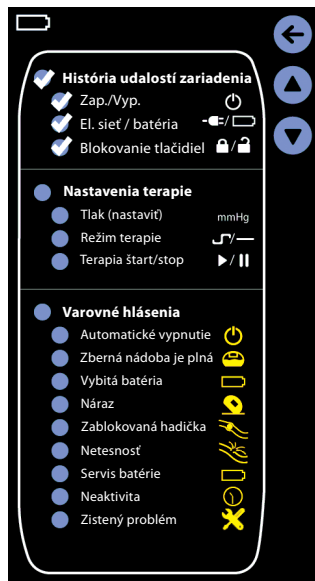 História udalostí zariadenia
Zap./Vyp.
El. sieť / batéria - /
Blokovanie tlačidiel /
Nastavenia terapie
Tlak (nastaviť) mmHg
Režim terapie /
Terapia štart/stop /
Varovné hlásenia
Automatické vypnutie
Zberná nádoba je plná
Vybitá batéria
Náraz
Zablokovaná hadička
Netesnosť
Servis batérie
Neaktivita
Zistený problém